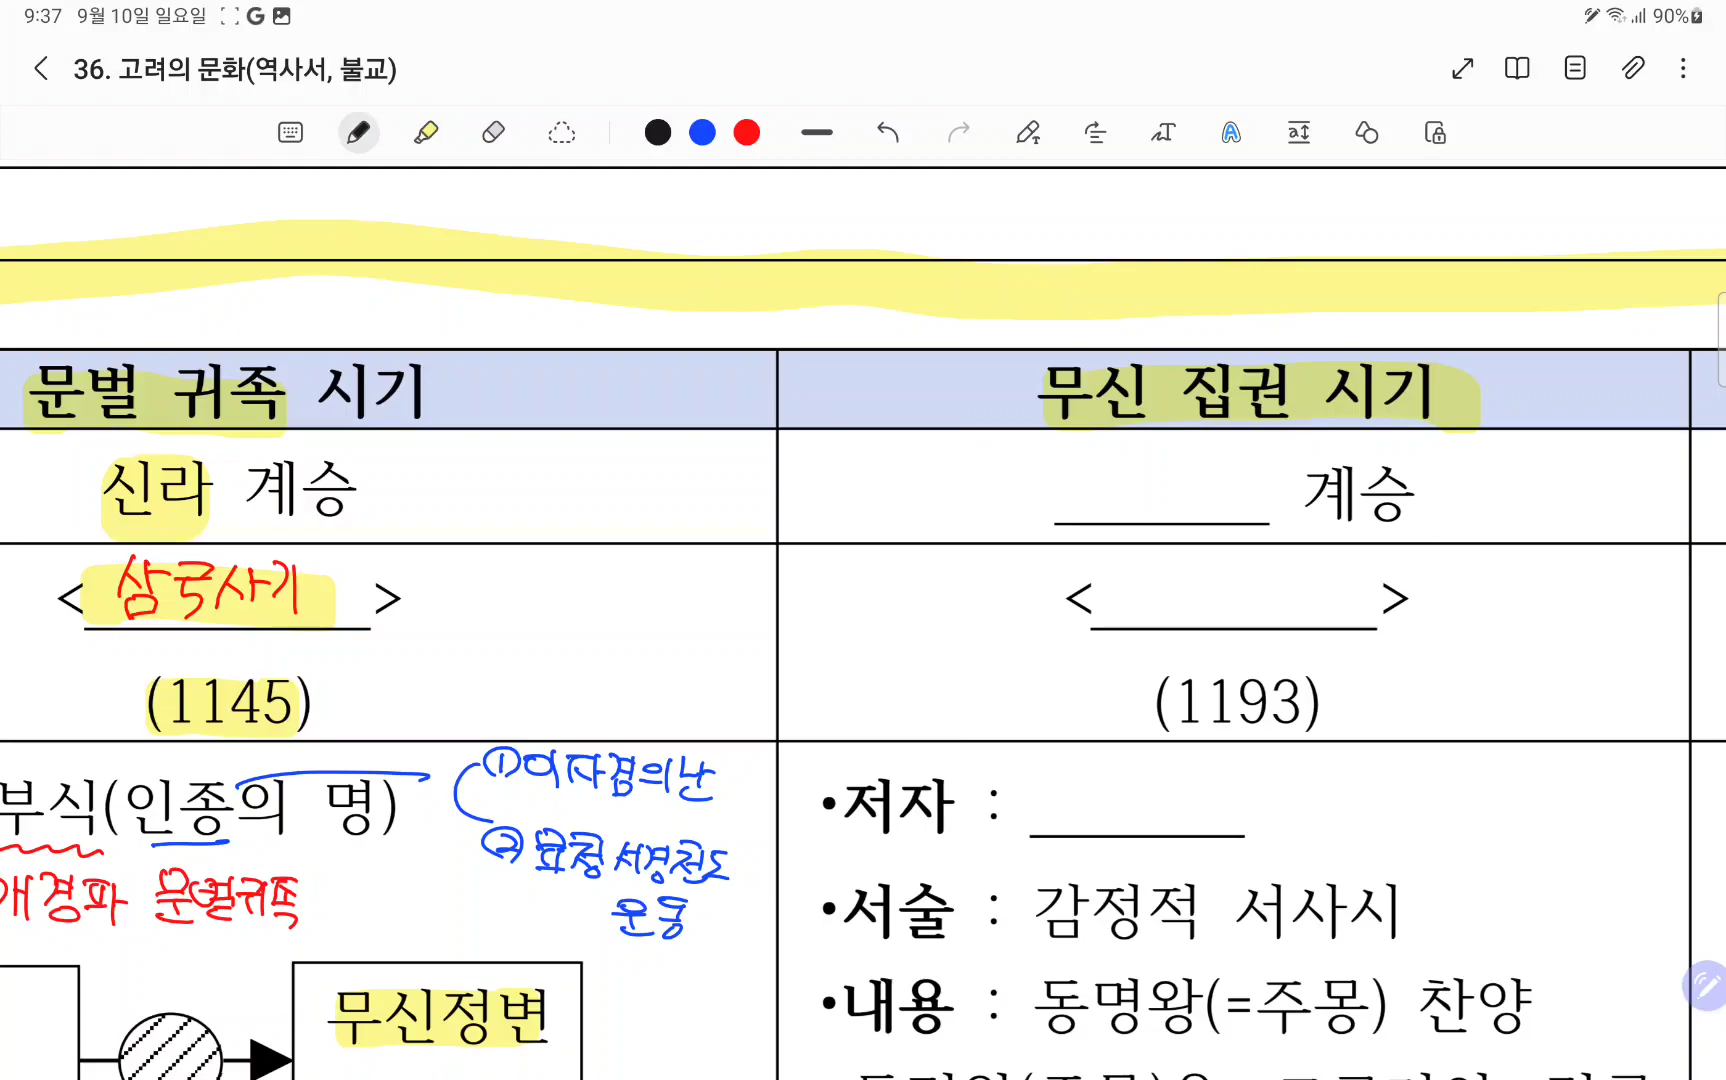 9:37 9월 10일 일요일 G 90%
36. 고려의 문화(역사서, 불교)
문벌 귀족 시기
무신 집권 시기
신라 계승
계승
<삼국사기>
< >
(1145)
(1193)
부식(인종의 명)
①이자겸의 난
②묘청 서경천도
운동
개경파 문벌귀족
무신정변
•저자 :
•서술 : 감정적 서사시
•내용 : 동명왕(=주몽) 찬양